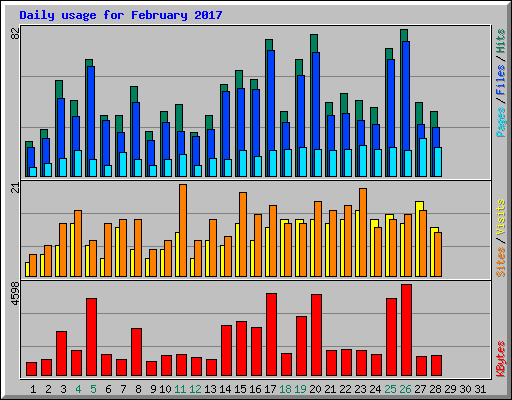 Daily usage for February 2017
82
Pages / Files / Hits
21
Sites / Visits
4598
KBytes
1 2 3 4 5 6 7 8 9 10 11 12 13 14 15 16 17 18 19 20 21 22 23 24 25 26 27 28 29 30 31